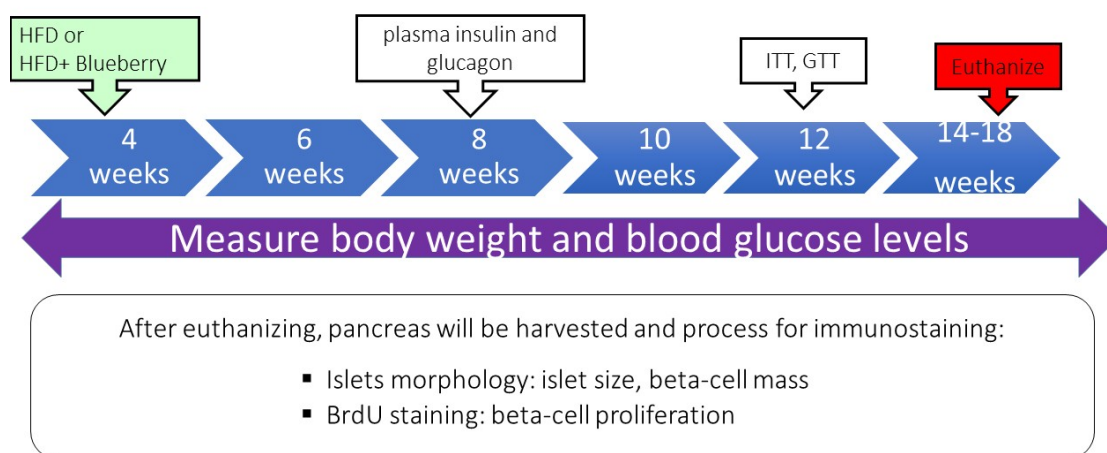 HFD or
HFD+ Blueberry
plasma insulin and
glucagon
ITT, GTT
Euthanize
4
weeks
6
weeks
8
weeks
10
weeks
12
weeks
14-18
weeks
Measure body weight and blood glucose levels
After euthanizing, pancreas will be harvested and process for immunostaining:
▪ Islets morphology: islet size, beta-cell mass
▪ BrdU staining: beta-cell proliferation